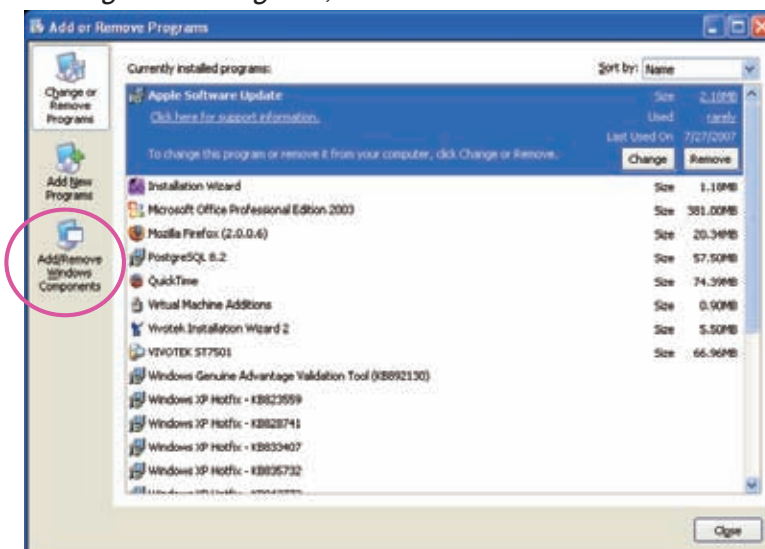 Add or Remove Programs
Change or
Remove
Programs
Add New
Programs
Add/Remove
Windows
Components
Currently installed programs:
Sort by: Name
Apple Software Update
Size 2.18MB
Click here for support information.
Used rarely
Last Used On 7/27/2007
To change this program or remove it from your computer, click Change or Remove.
Change Remove
Installation Wizard Size 1.18MB
Microsoft Office Professional Edition 2003 Size 381.00MB
Mozilla Firefox (2.0.0.6) Size 20.34MB
PostgreSQL 8.2 Size 57.50MB
QuickTime Size 74.39MB
Virtual Machine Additions Size 0.90MB
Vivotek Installation Wizard 2 Size 5.50MB
VIVOTEK ST7501 Size 66.96MB
Windows Genuine Advantage Validation Tool (KB892130)
Windows XP Hotfix - KB823559
Windows XP Hotfix - KB828741
Windows XP Hotfix - KB833407
Windows XP Hotfix - KB835732
Close